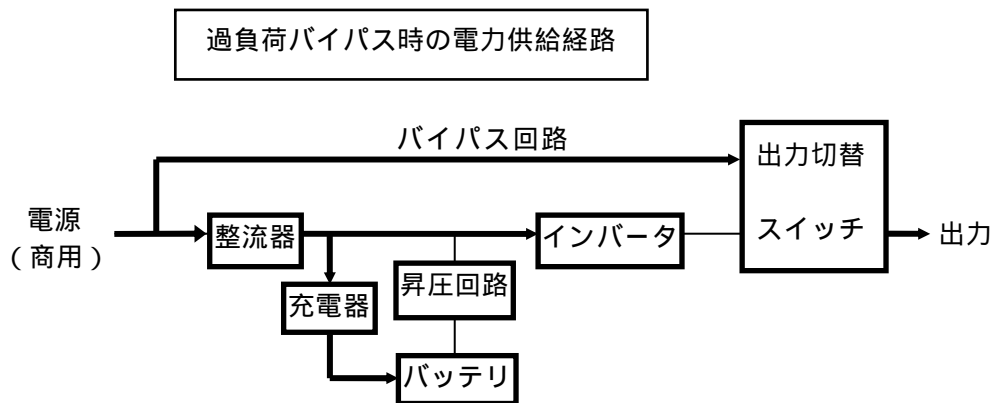 過負荷バイパス時の電力供給経路
バイパス回路
出力切替
スイッチ
電源
(商用)
整流器
インバータ
出力
充電器
昇圧回路
バッテリ